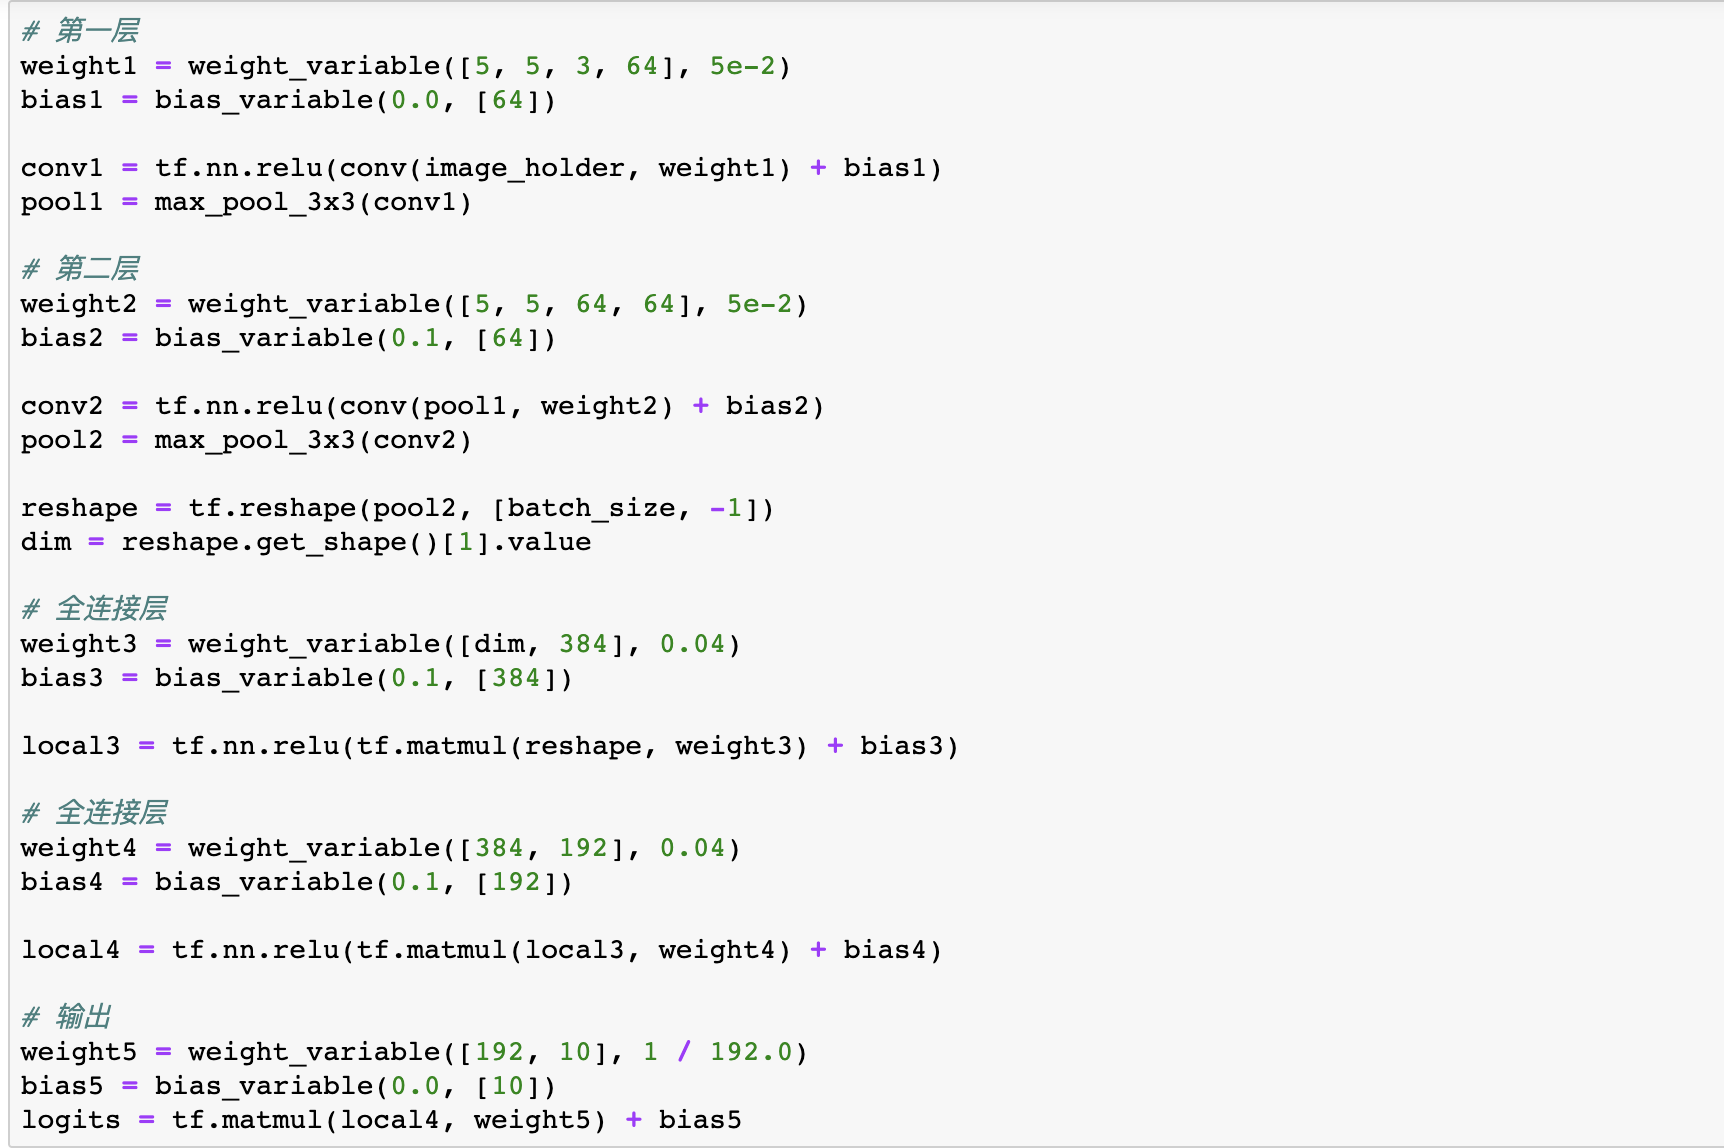 # 第一层
weight1 = weight_variable([5, 5, 3, 64], 5e-2)
bias1 = bias_variable(0.0, [64])
conv1 = tf.nn.relu(conv(image_holder, weight1) + bias1)
pool1 = max_pool_3x3(conv1)
# 第二层
weight2 = weight_variable([5, 5, 64, 64], 5e-2)
bias2 = bias_variable(0.1, [64])
conv2 = tf.nn.relu(conv(pool1, weight2) + bias2)
pool2 = max_pool_3x3(conv2)
reshape = tf.reshape(pool2, [batch_size, -1])
dim = reshape.get_shape()[1].value
# 全连接层
weight3 = weight_variable([dim, 384], 0.04)
bias3 = bias_variable(0.1, [384])
local3 = tf.nn.relu(tf.matmul(reshape, weight3) + bias3)
# 全连接层
weight4 = weight_variable([384, 192], 0.04)
bias4 = bias_variable(0.1, [192])
local4 = tf.nn.relu(tf.matmul(local3, weight4) + bias4)
# 输出
weight5 = weight_variable([192, 10], 1 / 192.0)
bias5 = bias_variable(0.0, [10])
logits = tf.matmul(local4, weight5) + bias5